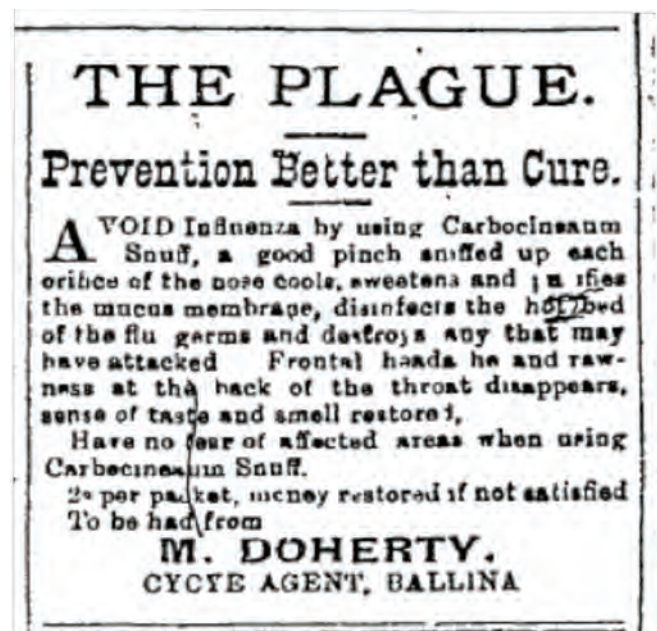 THE PLAGUE.
Prevention Better than Cure.
AVOID Influenza by using Carbocineaum
Snuff, a good pinch sniffed up each
orifice of the nose cools, sweetens and
the mucus membrane, disinfects the hot bed
of the flu germs and destroys any that may
have attacked Frontal heada he and raw-
ness at the back of the throat disappears,
sense of taste and smell restored,
Have no fear of affected areas when using
Carbocineaum Snuff.
per packet, money restored if not satisfied
To be had from
M. DOHERTY.
CYCYE AGENT, BALLINA